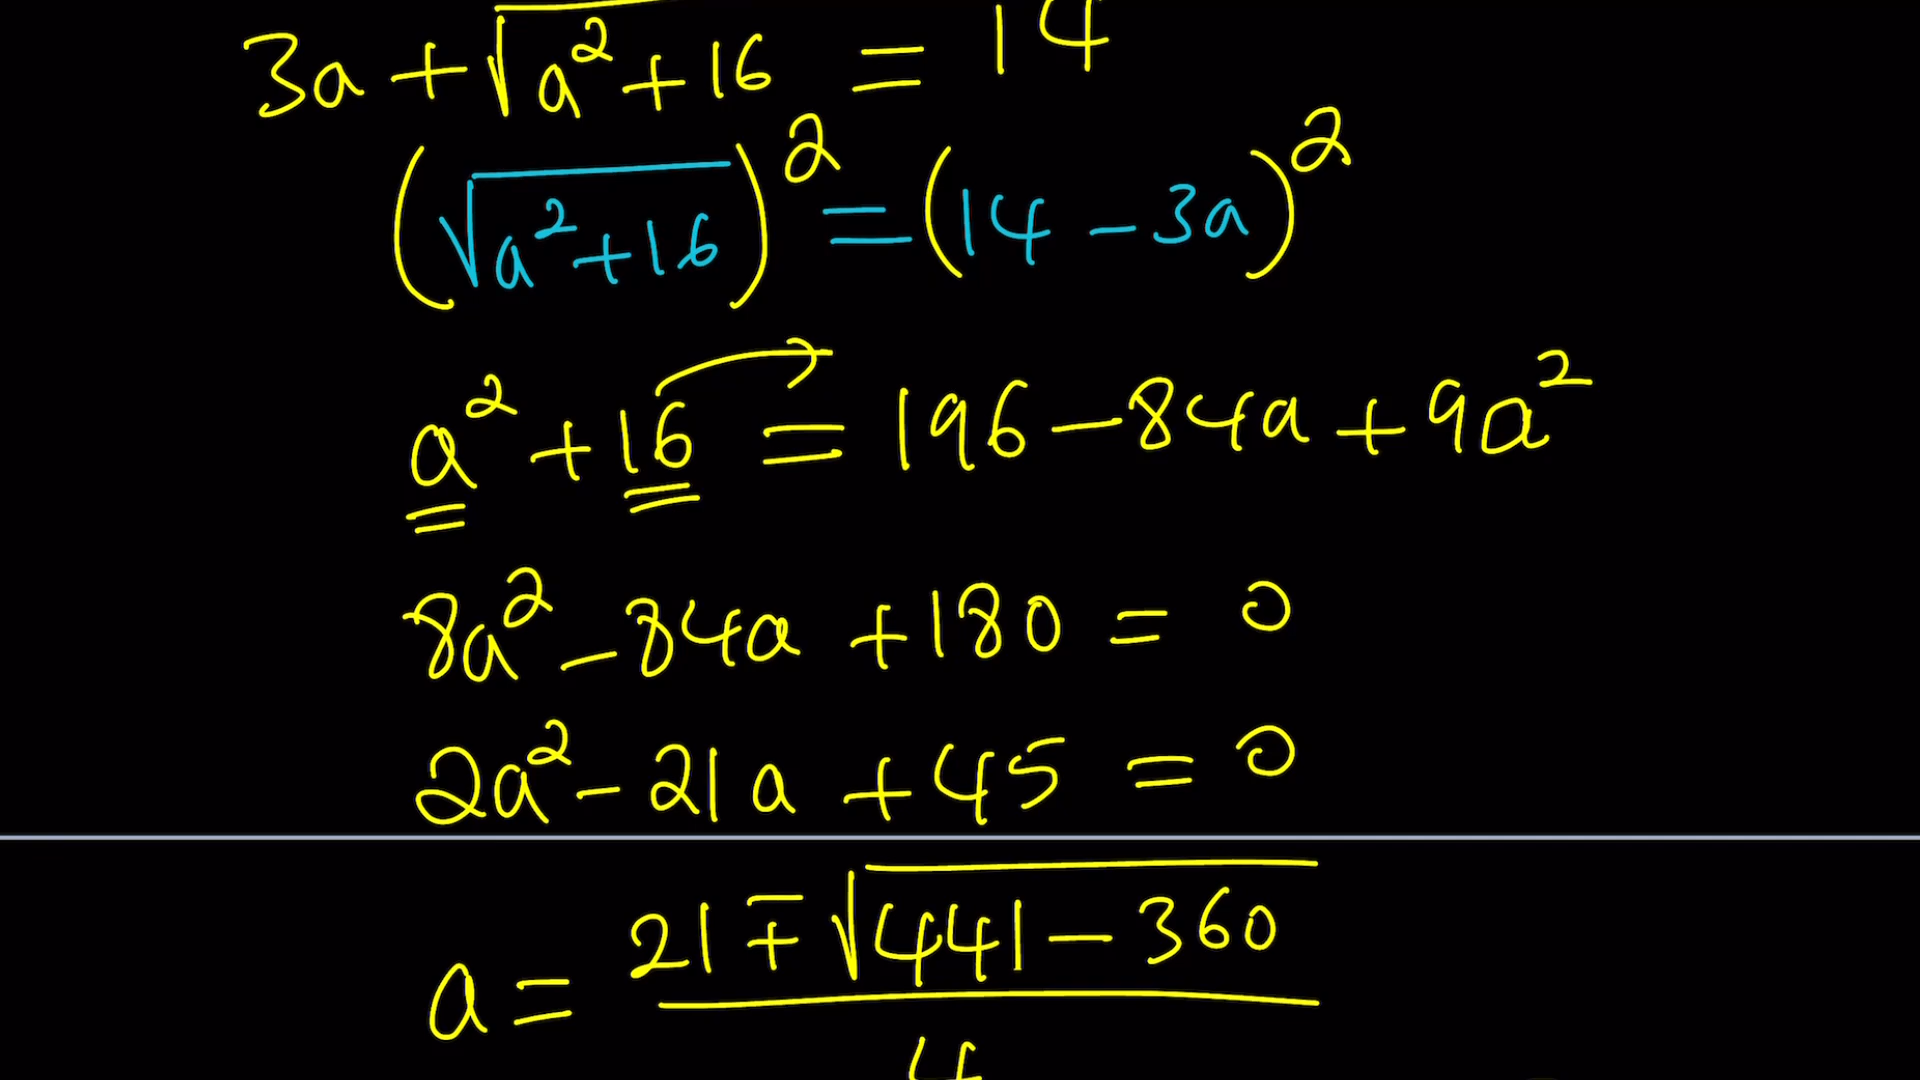 3a + √a² + 16 = 14
(√a² + 16)² = (14 - 3a)²
a² + 16 = 196 - 84a + 9a²
8a² - 84a + 180 = 0
2a² - 21a + 45 = 0
a = 21 ∓ √441 - 360
4